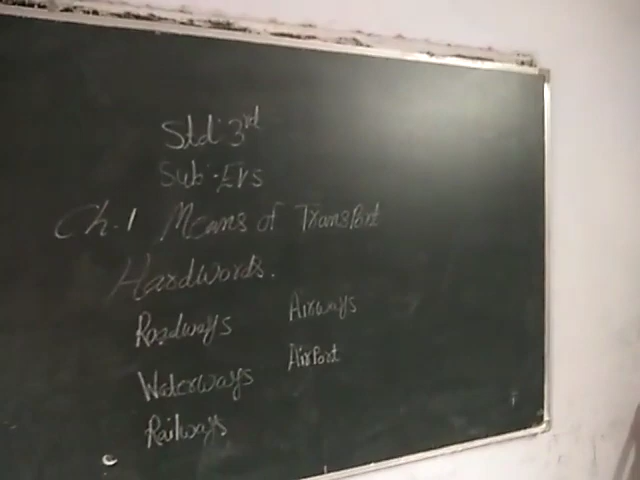 Std: 3rd
Sub:-EVS
Ch.1 Means of Transport
Hardwords.
Roadways Airways
Waterways Airport
Railways